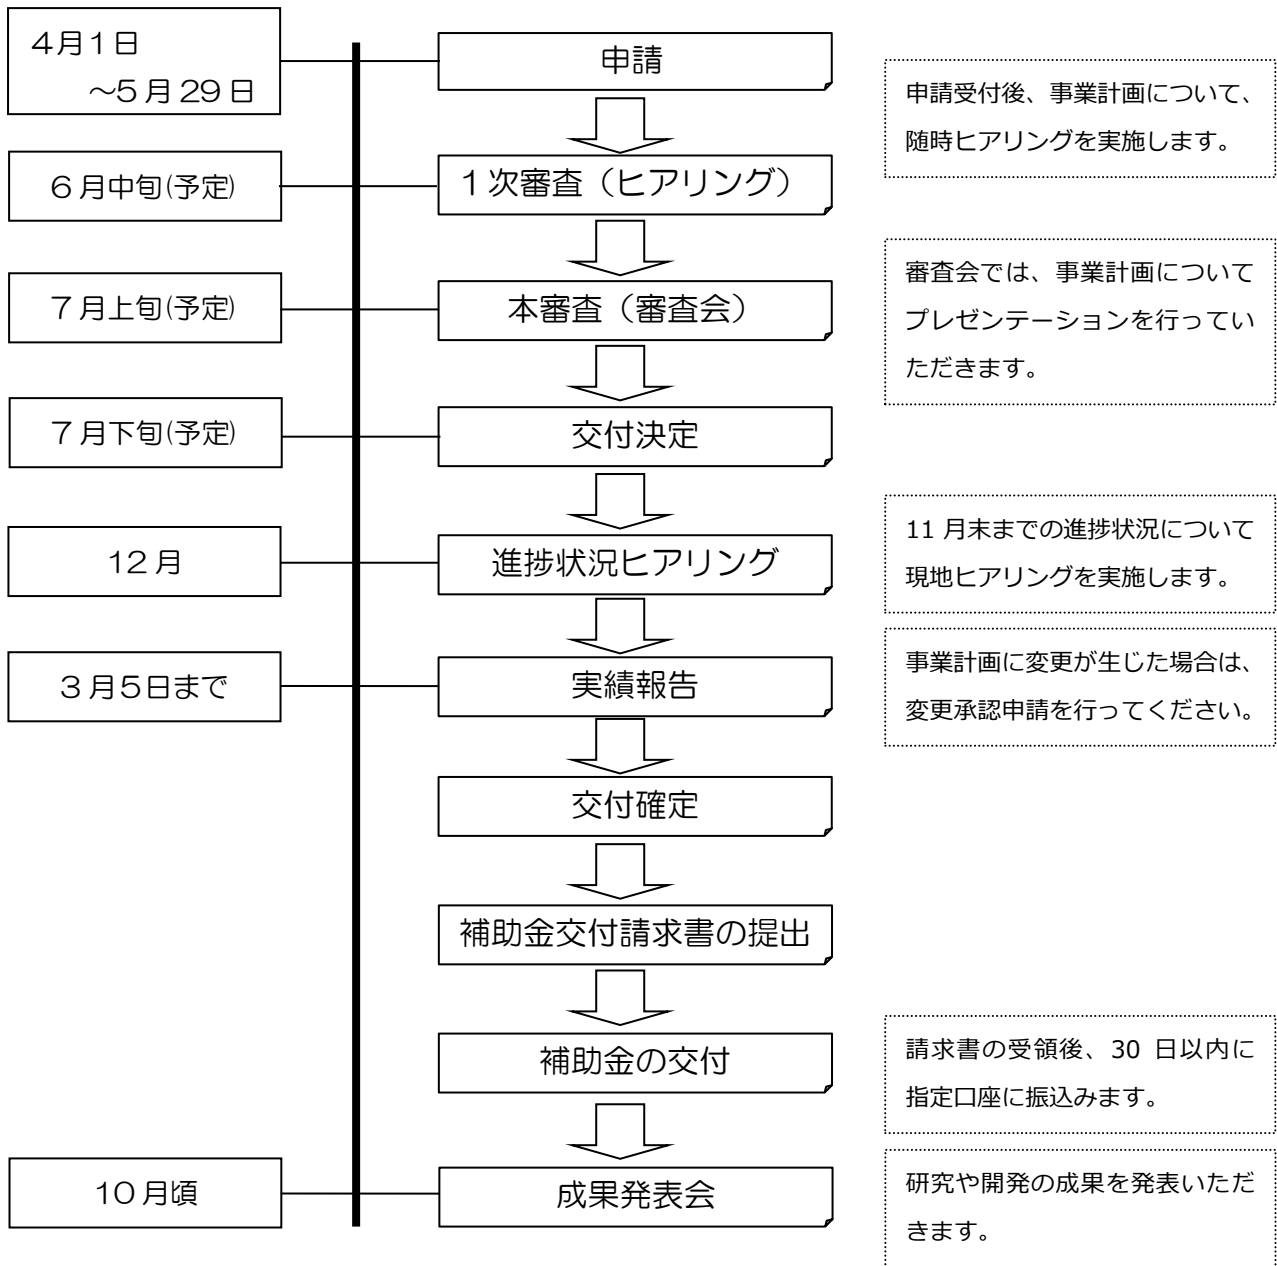 4月1日
～5月29日
申請
申請受付後、事業計画について、
随時ヒアリングを実施します。
6月中旬(予定)
1次審査（ヒアリング）
7月上旬(予定)
本審査（審査会）
審査会では、事業計画について
プレゼンテーションを行ってい
ただきます。
7月下旬(予定)
交付決定
12月
進捗状況ヒアリング
11 月末までの進捗状況について
現地ヒアリングを実施します。
3月5日まで
実績報告
事業計画に変更が生じた場合は、
変更承認申請を行ってください。
交付確定
補助金交付請求書の提出
補助金の交付
請求書の受領後、30 日以内に
指定口座に振込みます。
10月頃
成果発表会
研究や開発の成果を発表いただ
きます。